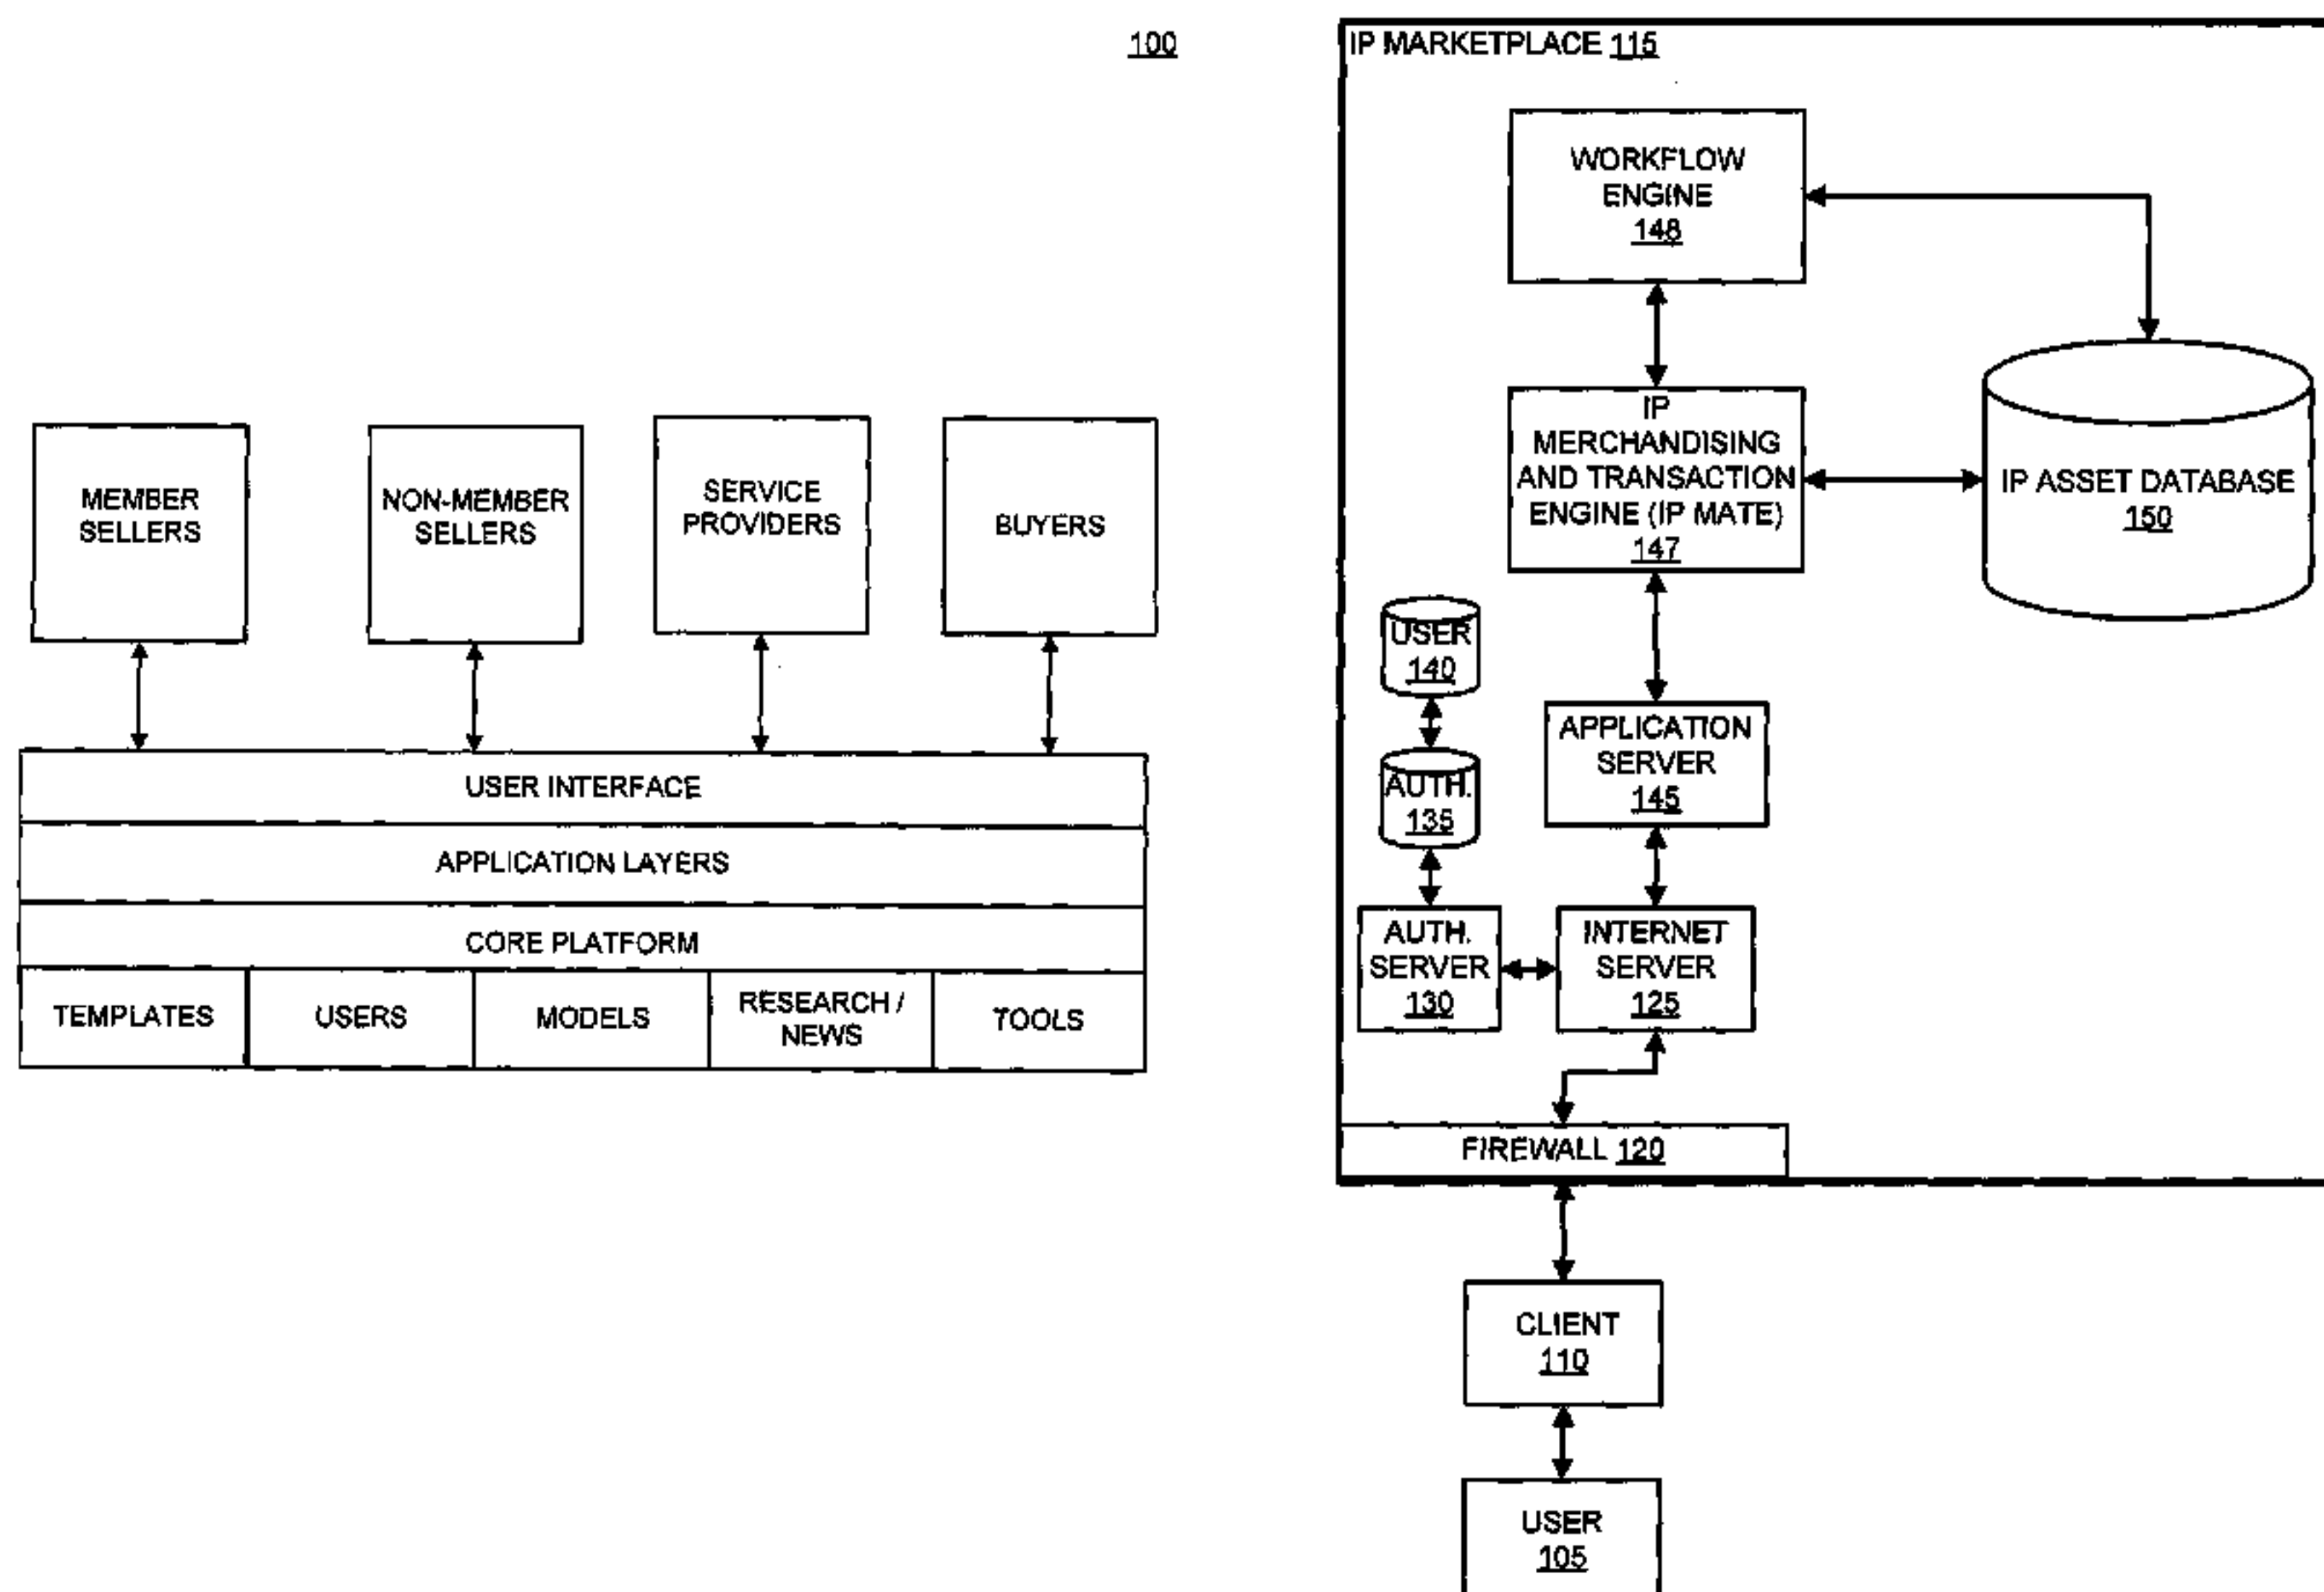 100
MEMBER
SELLERS
NON-MEMBER
SELLERS
SERVICE
PROVIDERS
BUYERS
USER INTERFACE
APPLICATION LAYERS
CORE PLATFORM
TEMPLATES
USERS
MODELS
RESEARCH /
NEWS
TOOLS
IP MARKETPLACE 115
WORKFLOW
ENGINE
148
IP
MERCHANDISING
AND TRANSACTION
ENGINE (IP MATE)
147
IP ASSET DATABASE
150
USER
140
AUTH.
135
APPLICATION
SERVER
145
AUTH.
SERVER
130
INTERNET
SERVER
125
FIREWALL 120
CLIENT
110
USER
105